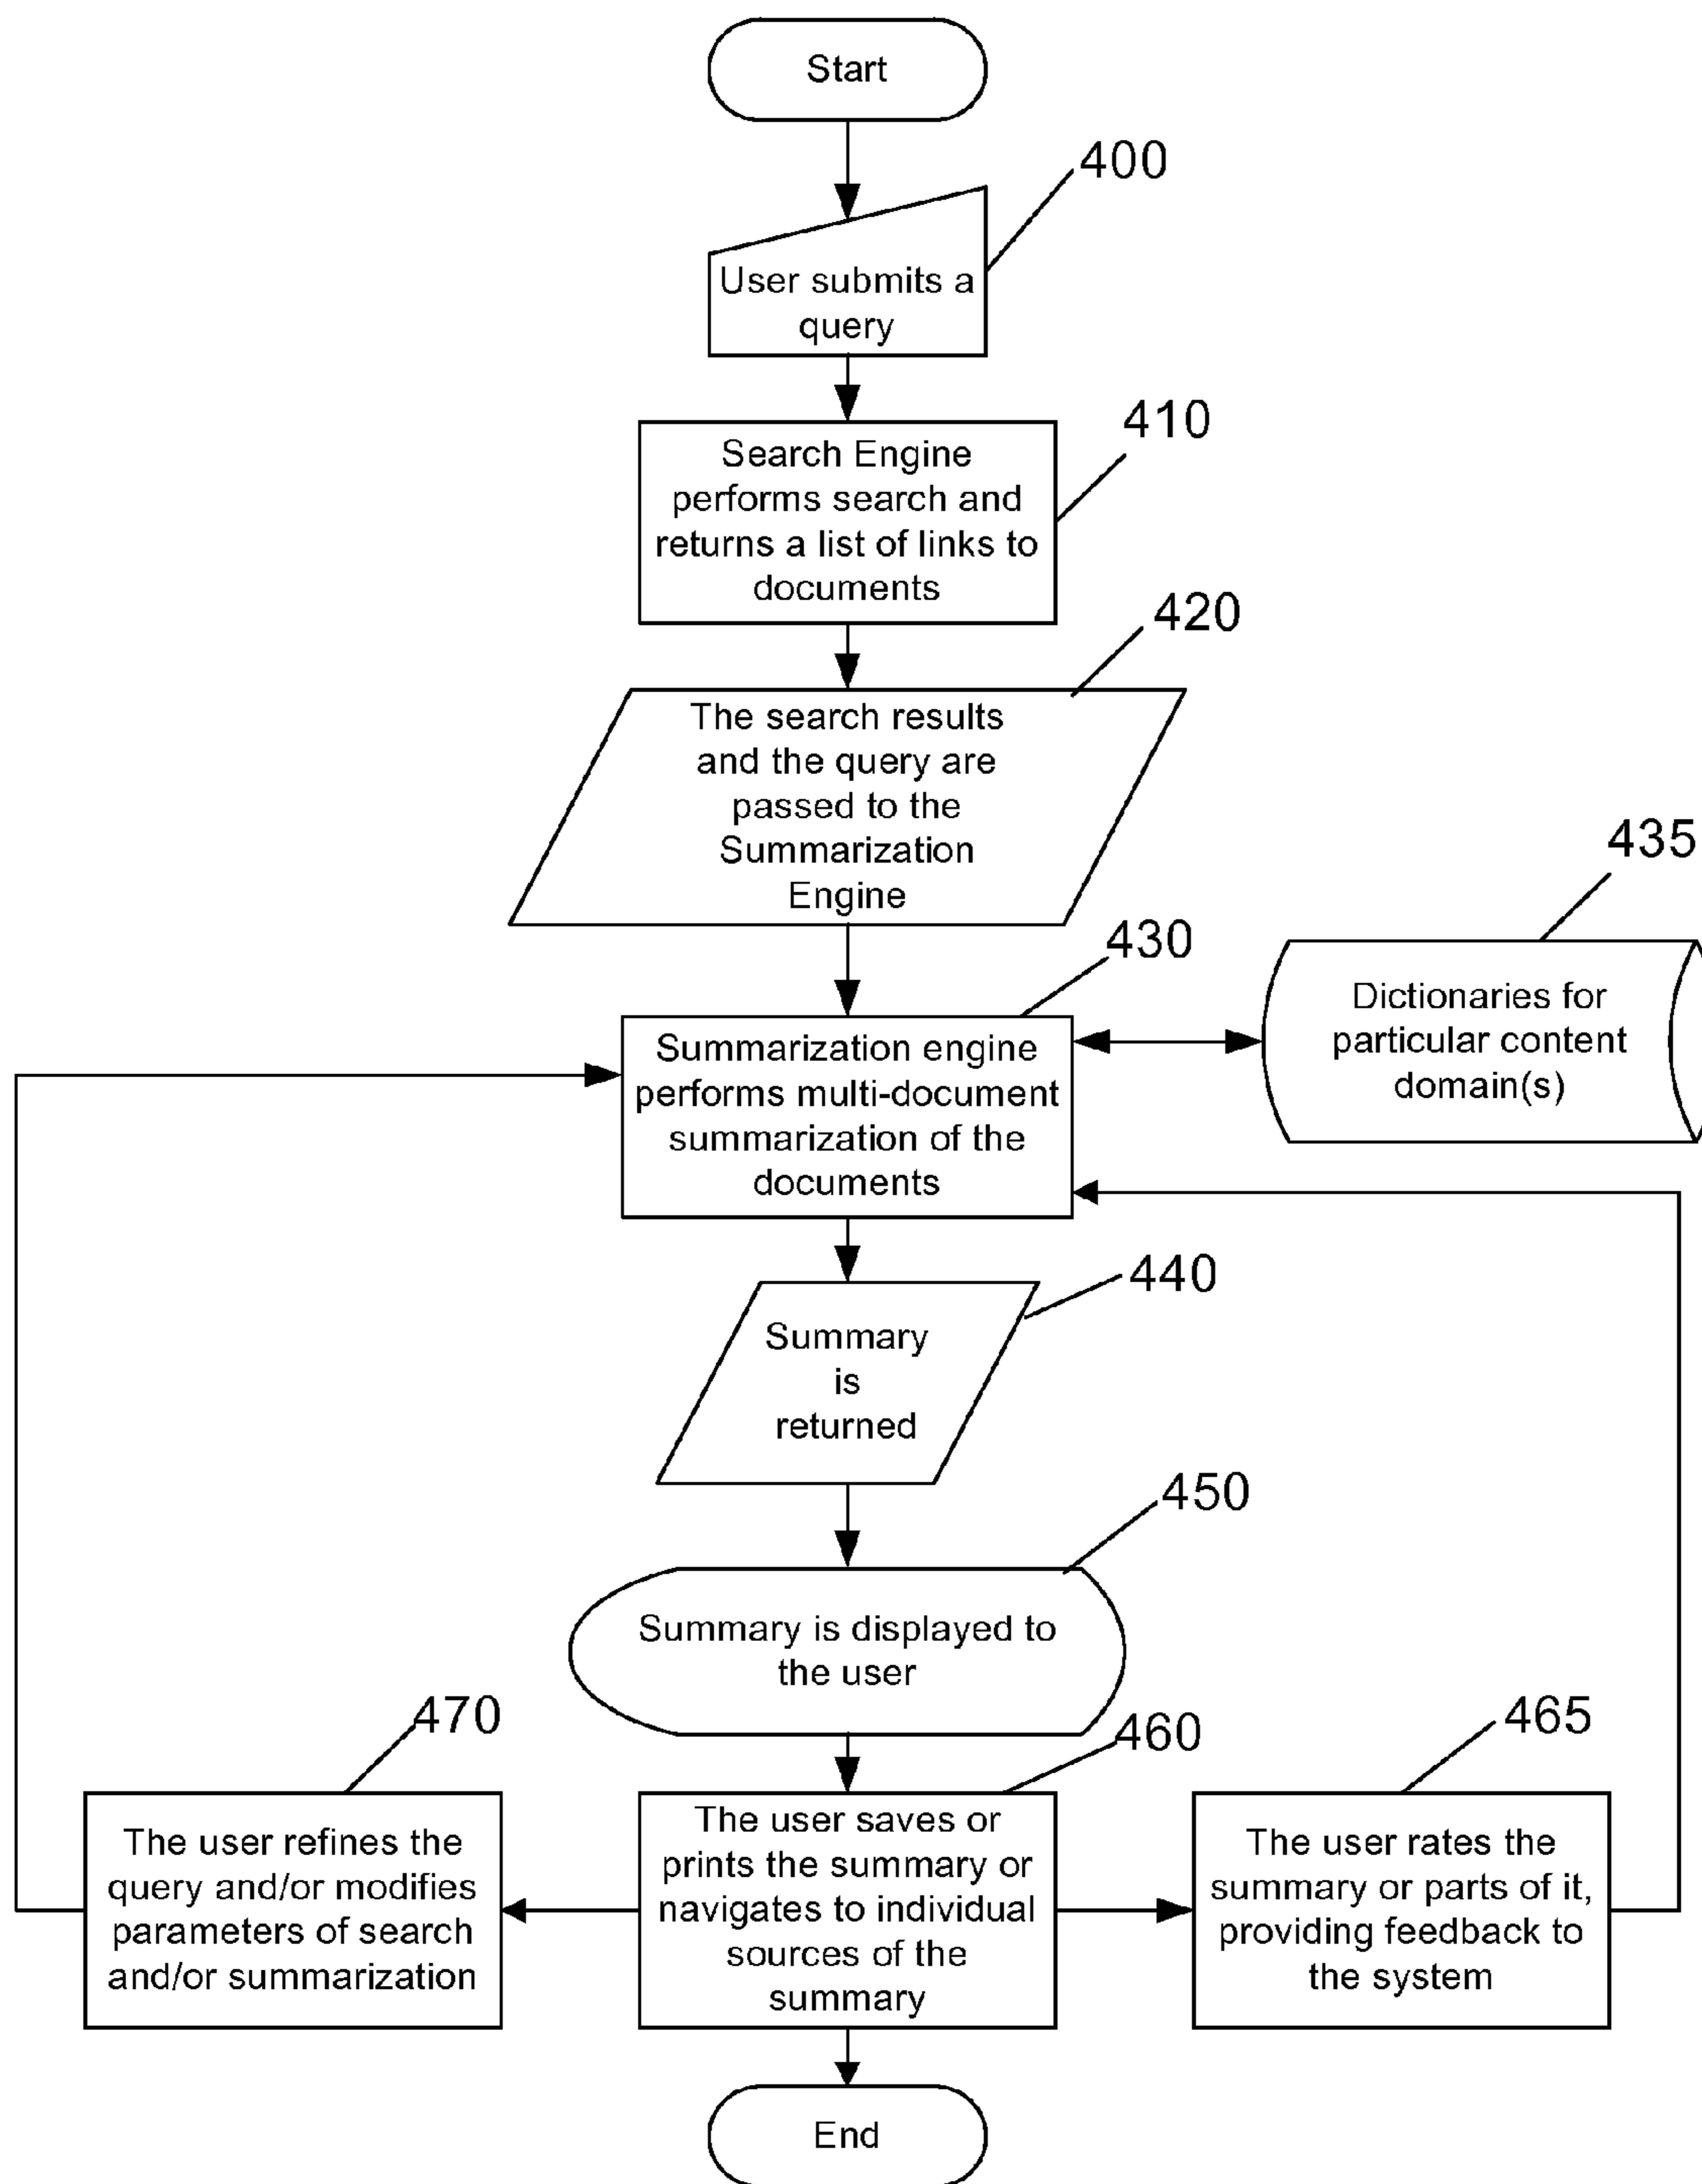 Start
400
User submits a
query
410
Search Engine
performs search and
returns a list of links to
documents
420
The search results
and the query are
passed to the
Summarization
Engine
435
430
Dictionaries for
particular content
domain(s)
Summarization engine
performs multi-document
summarization of the
documents
440
Summary
is
returned
450
Summary is displayed to
the user
470
460
465
The user refines the
query and/or modifies
parameters of search
and/or summarization
The user saves or
prints the summary or
navigates to individual
sources of the
summary
The user rates the
summary or parts of it,
providing feedback to
the system
End